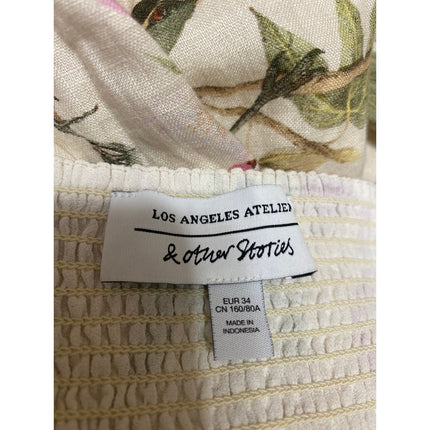 LOS ANGELES ATELIER
& other Stories
EUR 34
CN 160/80A
MADE IN
INDONESIA